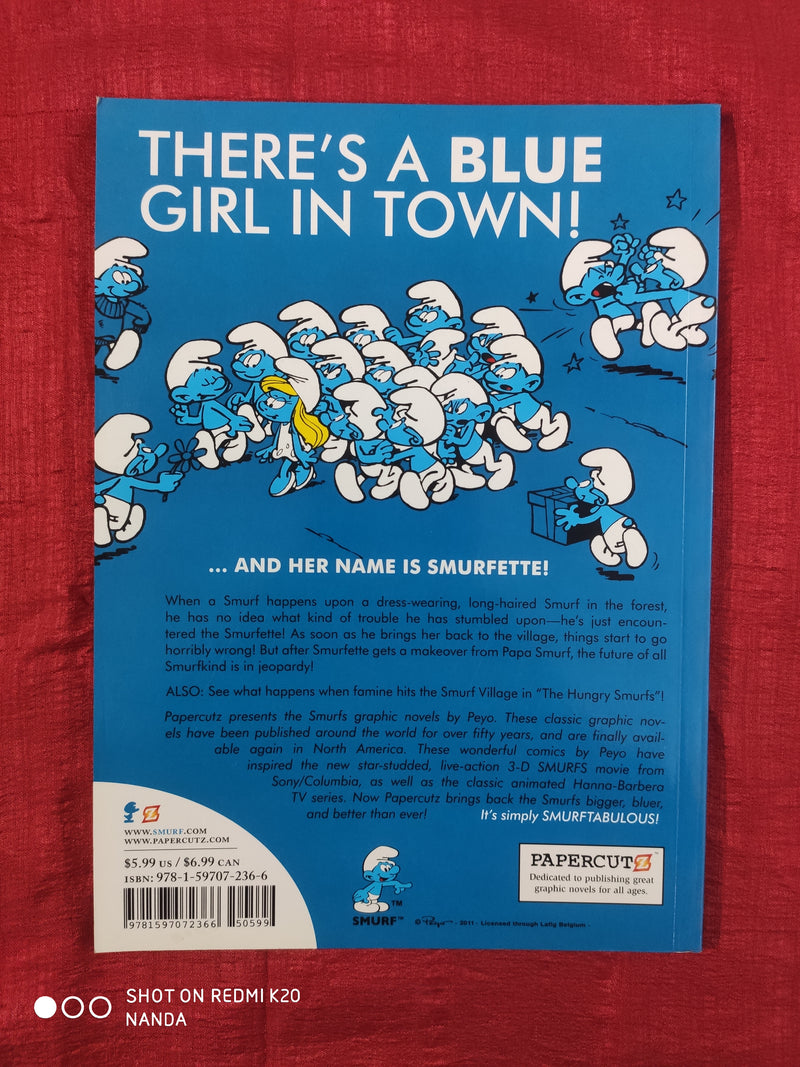 THERE'S A BLUE
GIRL IN TOWN!
... AND HER NAME IS SMURFETTE!
When a Smurf happens upon a dress-wearing, long-haired Smurf in the forest,
he has no idea what kind of trouble he has stumbled upon—he's just encoun-
tered the Smurfette! As soon as he brings her back to the village, things start to go
horribly wrong! But after Smurfette gets a makeover from Papa Smurf, the future of all
Smurfkind is in jeopardy!
ALSO: See what happens when famine hits the Smurf Village in "The Hungry Smurfs"!
Papercutz presents the Smurfs graphic novels by Peyo. These classic graphic nov-
els have been published around the world for over fifty years, and are finally avail-
able again in North America. These wonderful comics by Peyo have
inspired the new star-studded, live-action 3-D SMURFS movie from
Sony/Columbia, as well as the classic animated Hanna-Barbera
TV series. Now Papercutz brings back the Smurfs bigger, bluer,
and better than ever! It's simply SMURFTABULOUS!
WWW.SMURF.COM
WWW.PAPERCUTZ.COM
$5.99 US / $6.99 CAN
ISBN: 978-1-59707-236-6
9781597072366
50599
TM
SMURF™
© Peyo - 2011 - Licensed through Lafig Belgium -
PAPERCUTZ™
Dedicated to publishing great
graphic novels for all ages.
SHOT ON REDMI K20
NANDA